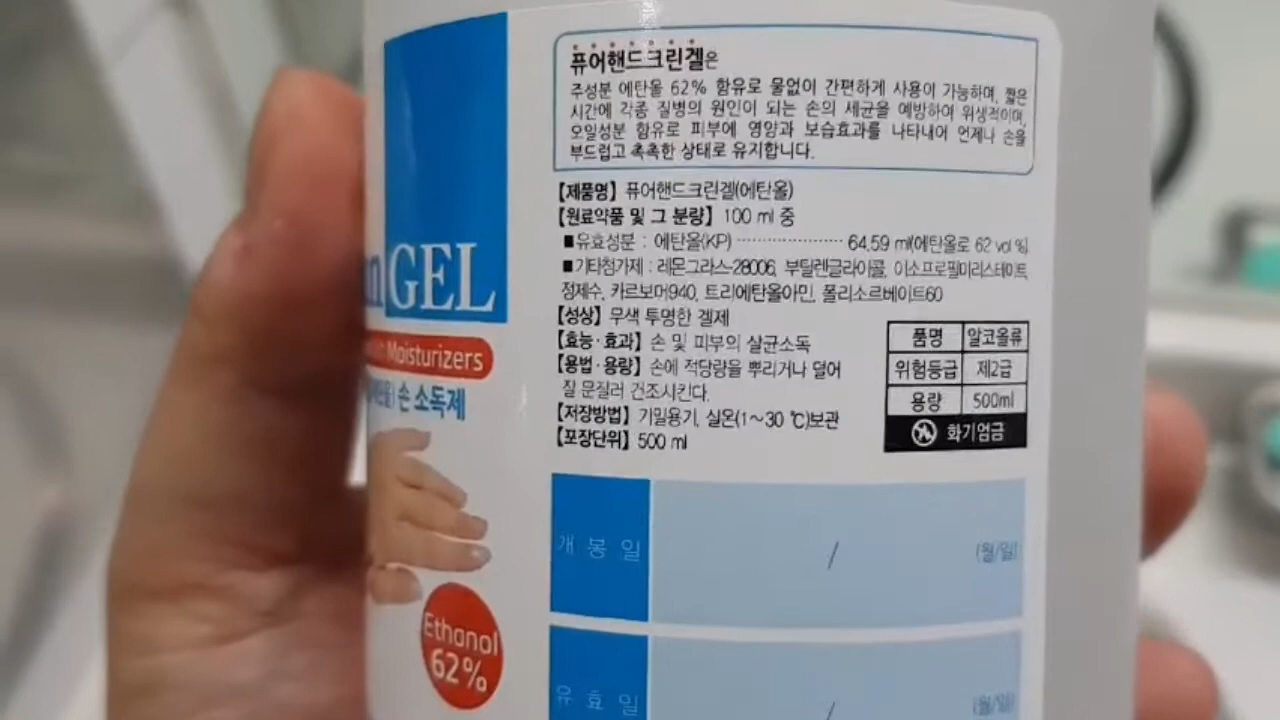 GEL
Moisturizers
손 소독제
Ethanol
62%
퓨어핸드크린겔은
주성분 에탄올 62% 함유로 물없이 간편하게 사용이 가능하며, 짧은
시간에 각종 질병의 원인이 되는 손의 세균을 예방하여 위생적이며,
오일성분 함유로 피부에 영양과 보습효과를 나타내어 언제나 손을
부드럽고 촉촉한 상태로 유지합니다.
【제품명】 퓨어핸드크린겔(에탄올)
【원료약품 및 그 분량】 100 ml 중
■유효성분 : 에탄올(KP) ······················ 64.59 ml(에탄올로 62 vol %)
■기타첨가제 : 레몬그라스-28006, 부틸렌글라이콜, 이소프로필미리스테이트,
정제수, 카르보머940, 트리에탄올아민, 폴리소르베이트60
【성상】 무색 투명한 겔제
【효능·효과】 손 및 피부의 살균소독
【용법·용량】 손에 적당량을 뿌리거나 덜어
잘 문질러 건조시킨다.
【저장방법】 기밀용기, 실온(1~30 ℃)보관
【포장단위】 500 ml
품명 알코올류
위험등급 제2급
용량 500ml
화기엄금
개 봉 일 / (월/일)
유 효 일 / (월/일)